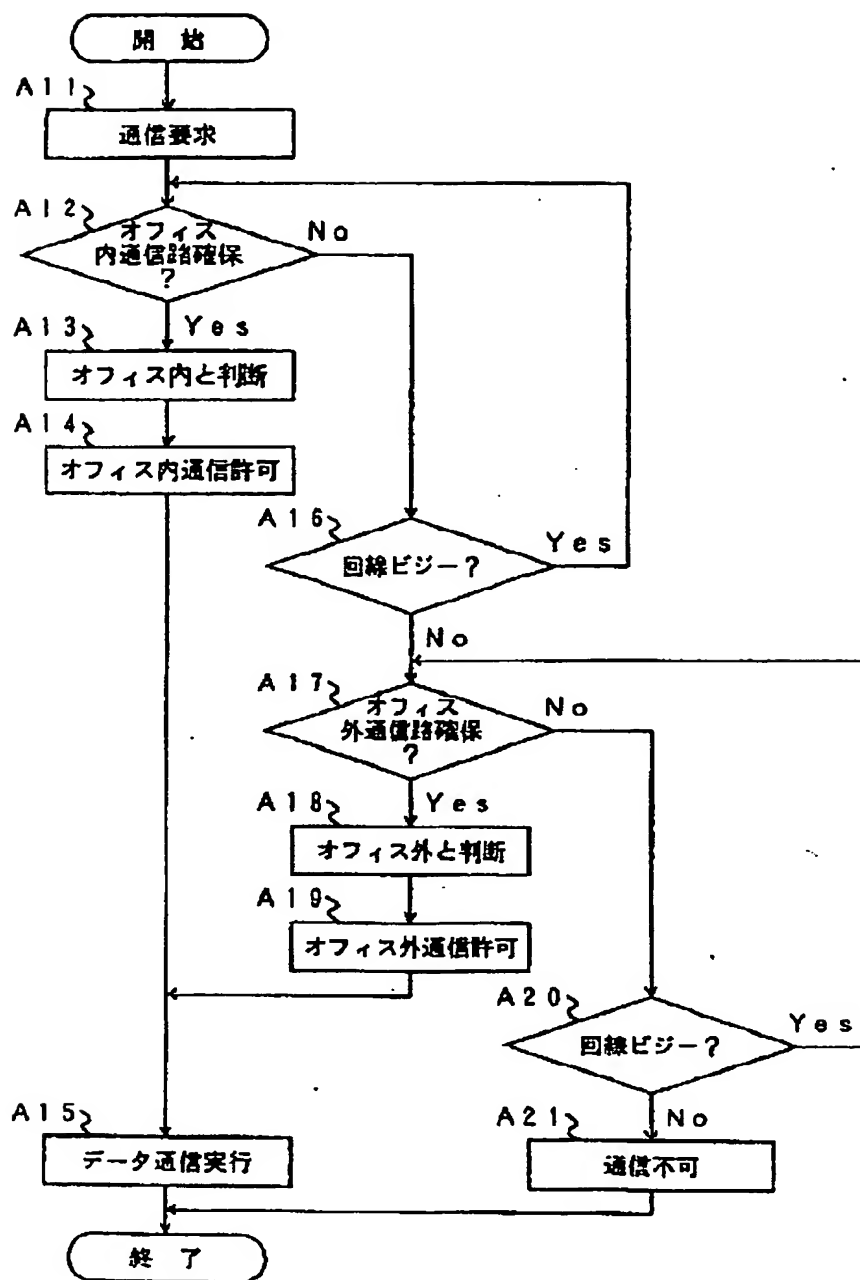 開 始
A11
通信要求
A12
オフィス
内通信路確保
?
No
Yes
A13
オフィス内と判断
A14
オフィス内通信許可
A16
回線ビジー?
Yes
No
A17
オフィス
外通信路確保
?
No
Yes
A18
オフィス外と判断
A19
オフィス外通信許可
A20
回線ビジー?
Yes
No
A15
データ通信実行
A21
通信不可
終 了